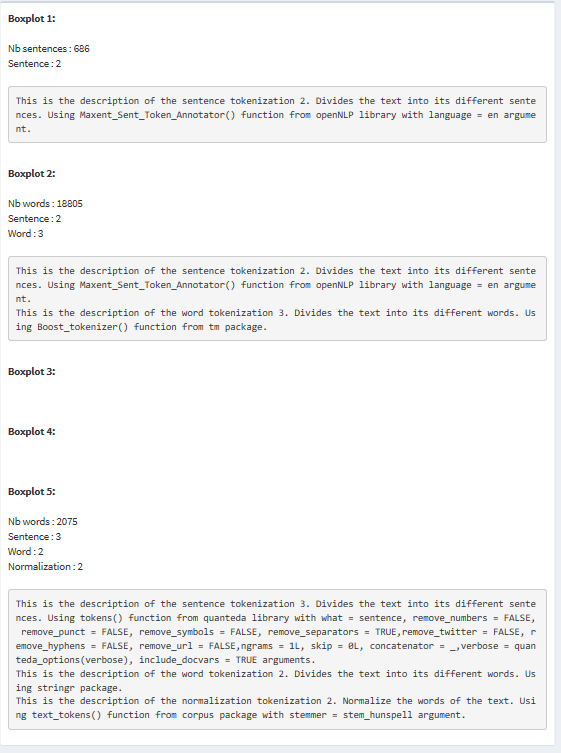 Boxplot 1:
Nb sentences : 686
Sentence : 2
This is the description of the sentence tokenization 2. Divides the text into its different sente
nces. Using Maxent_Sent_Token_Annotator() function from openNLP library with language = en argume
nt.
Boxplot 2:
Nb words : 18805
Sentence : 2
Word : 3
This is the description of the sentence tokenization 2. Divides the text into its different sente
nces. Using Maxent_Sent_Token_Annotator() function from openNLP library with language = en argume
nt.
This is the description of the word tokenization 3. Divides the text into its different words. Us
ing Boost_tokenizer() function from tm package.
Boxplot 3:
Boxplot 4:
Boxplot 5:
Nb words : 2075
Sentence : 3
Word : 2
Normalization : 2
This is the description of the sentence tokenization 3. Divides the text into its different sente
nces. Using tokens() function from quanteda library with what = sentence, remove_numbers = FALSE,
remove_punct = FALSE, remove_symbols = FALSE, remove_separators = TRUE,remove_twitter = FALSE, r
emove_hyphens = FALSE, remove_url = FALSE,ngrams = 1L, skip = 0L, concatenator = _,verbose = quan
teda_options(verbose), include_docvars = TRUE arguments.
This is the description of the word tokenization 2. Divides the text into its different words. Us
ing stringr package.
This is the description of the normalization tokenization 2. Normalize the words of the text. Usi
ng text_tokens() function from corpus package with stemmer = stem_hunspell argument.